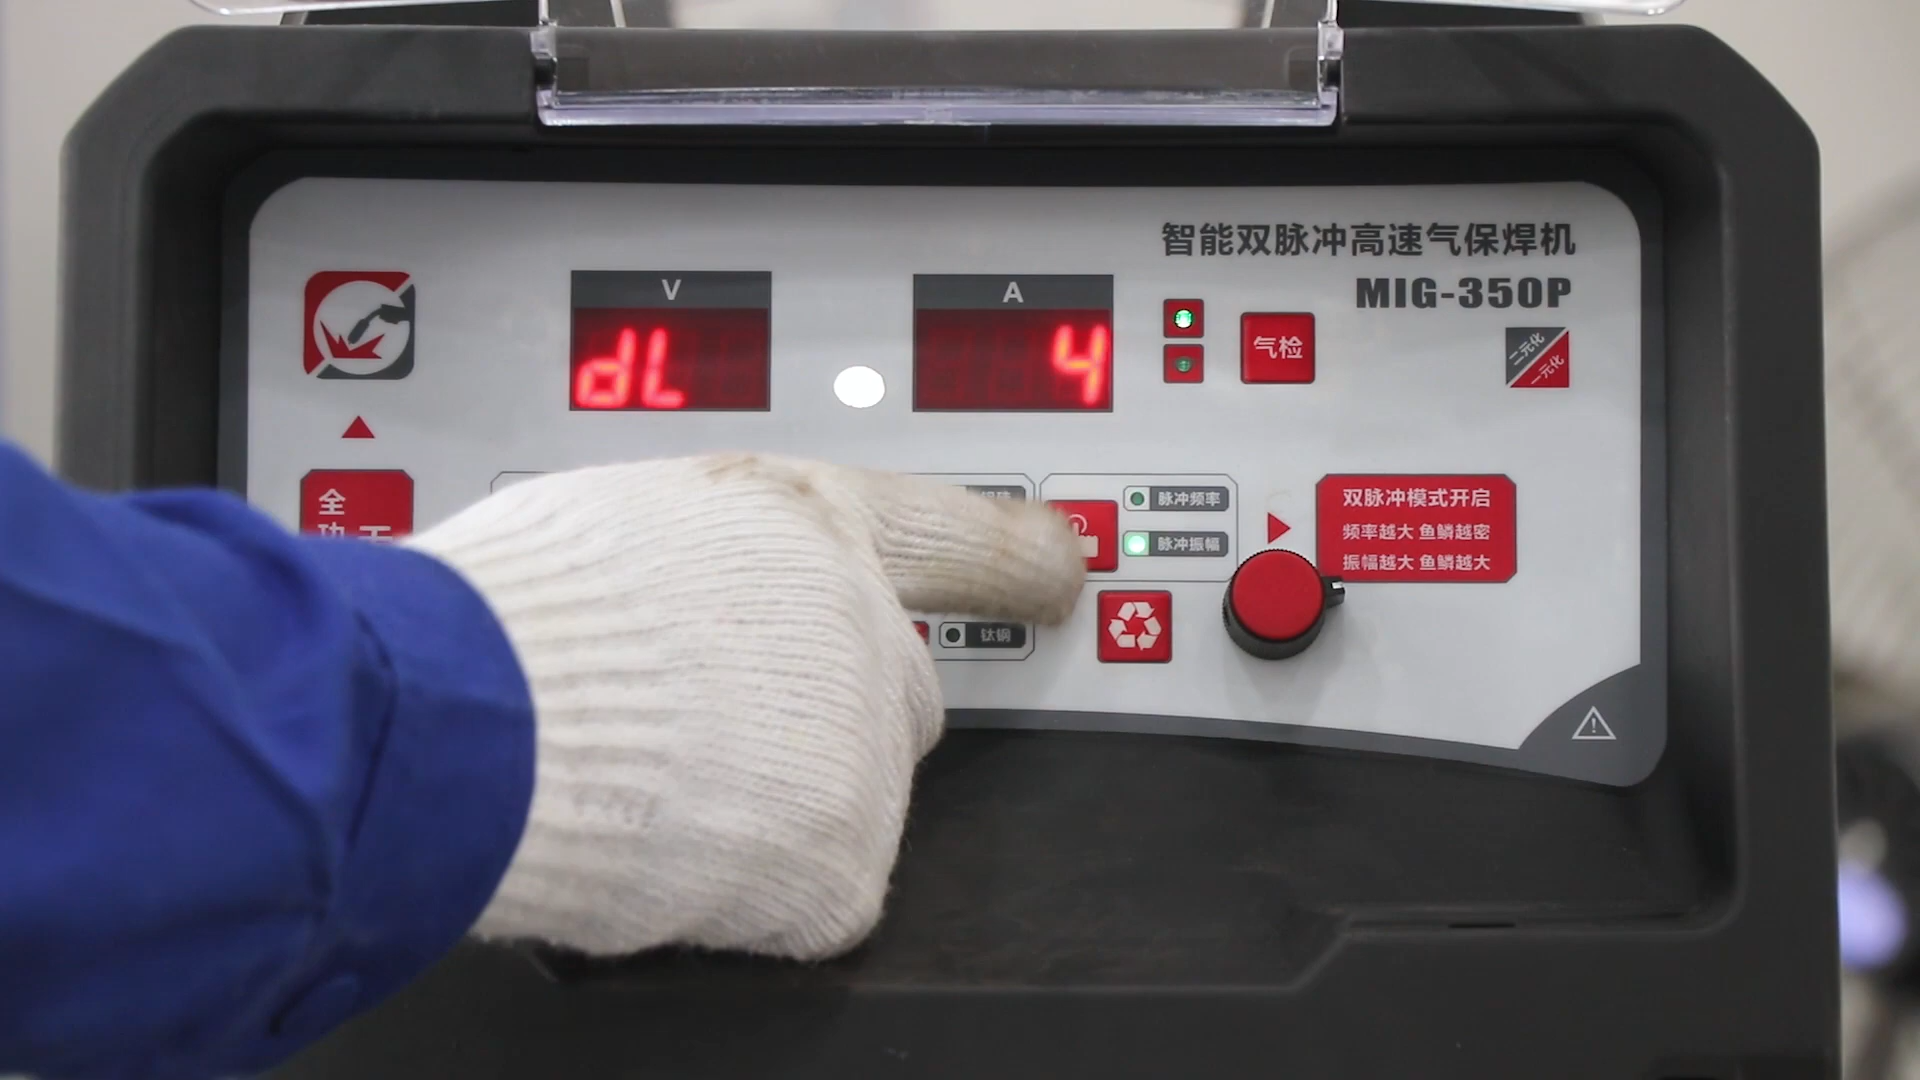 智能双脉冲高速气保焊机
MIG-350P
V
A
dL
4
气检
二元化
一元化
全
脉冲频率
脉冲振幅
双脉冲模式开启
频率越大 鱼鳞越密
振幅越大 鱼鳞越大
钛钢